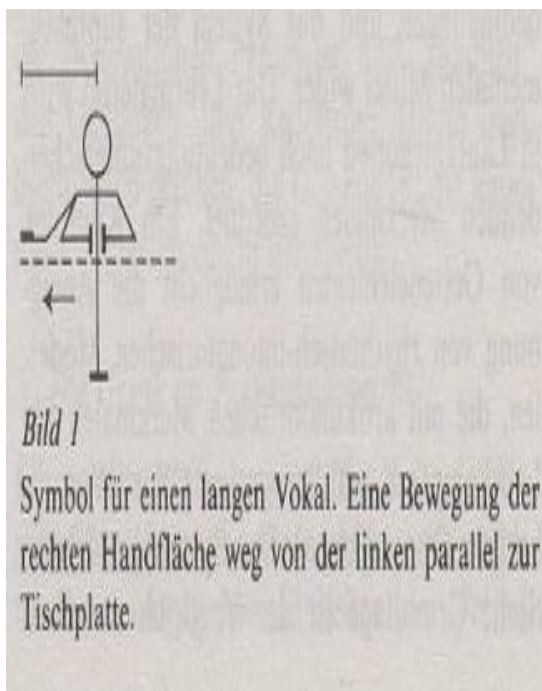 Bild 1
Symbol für einen langen Vokal. Eine Bewegung der
rechten Handfläche weg von der linken parallel zur
Tischplatte.